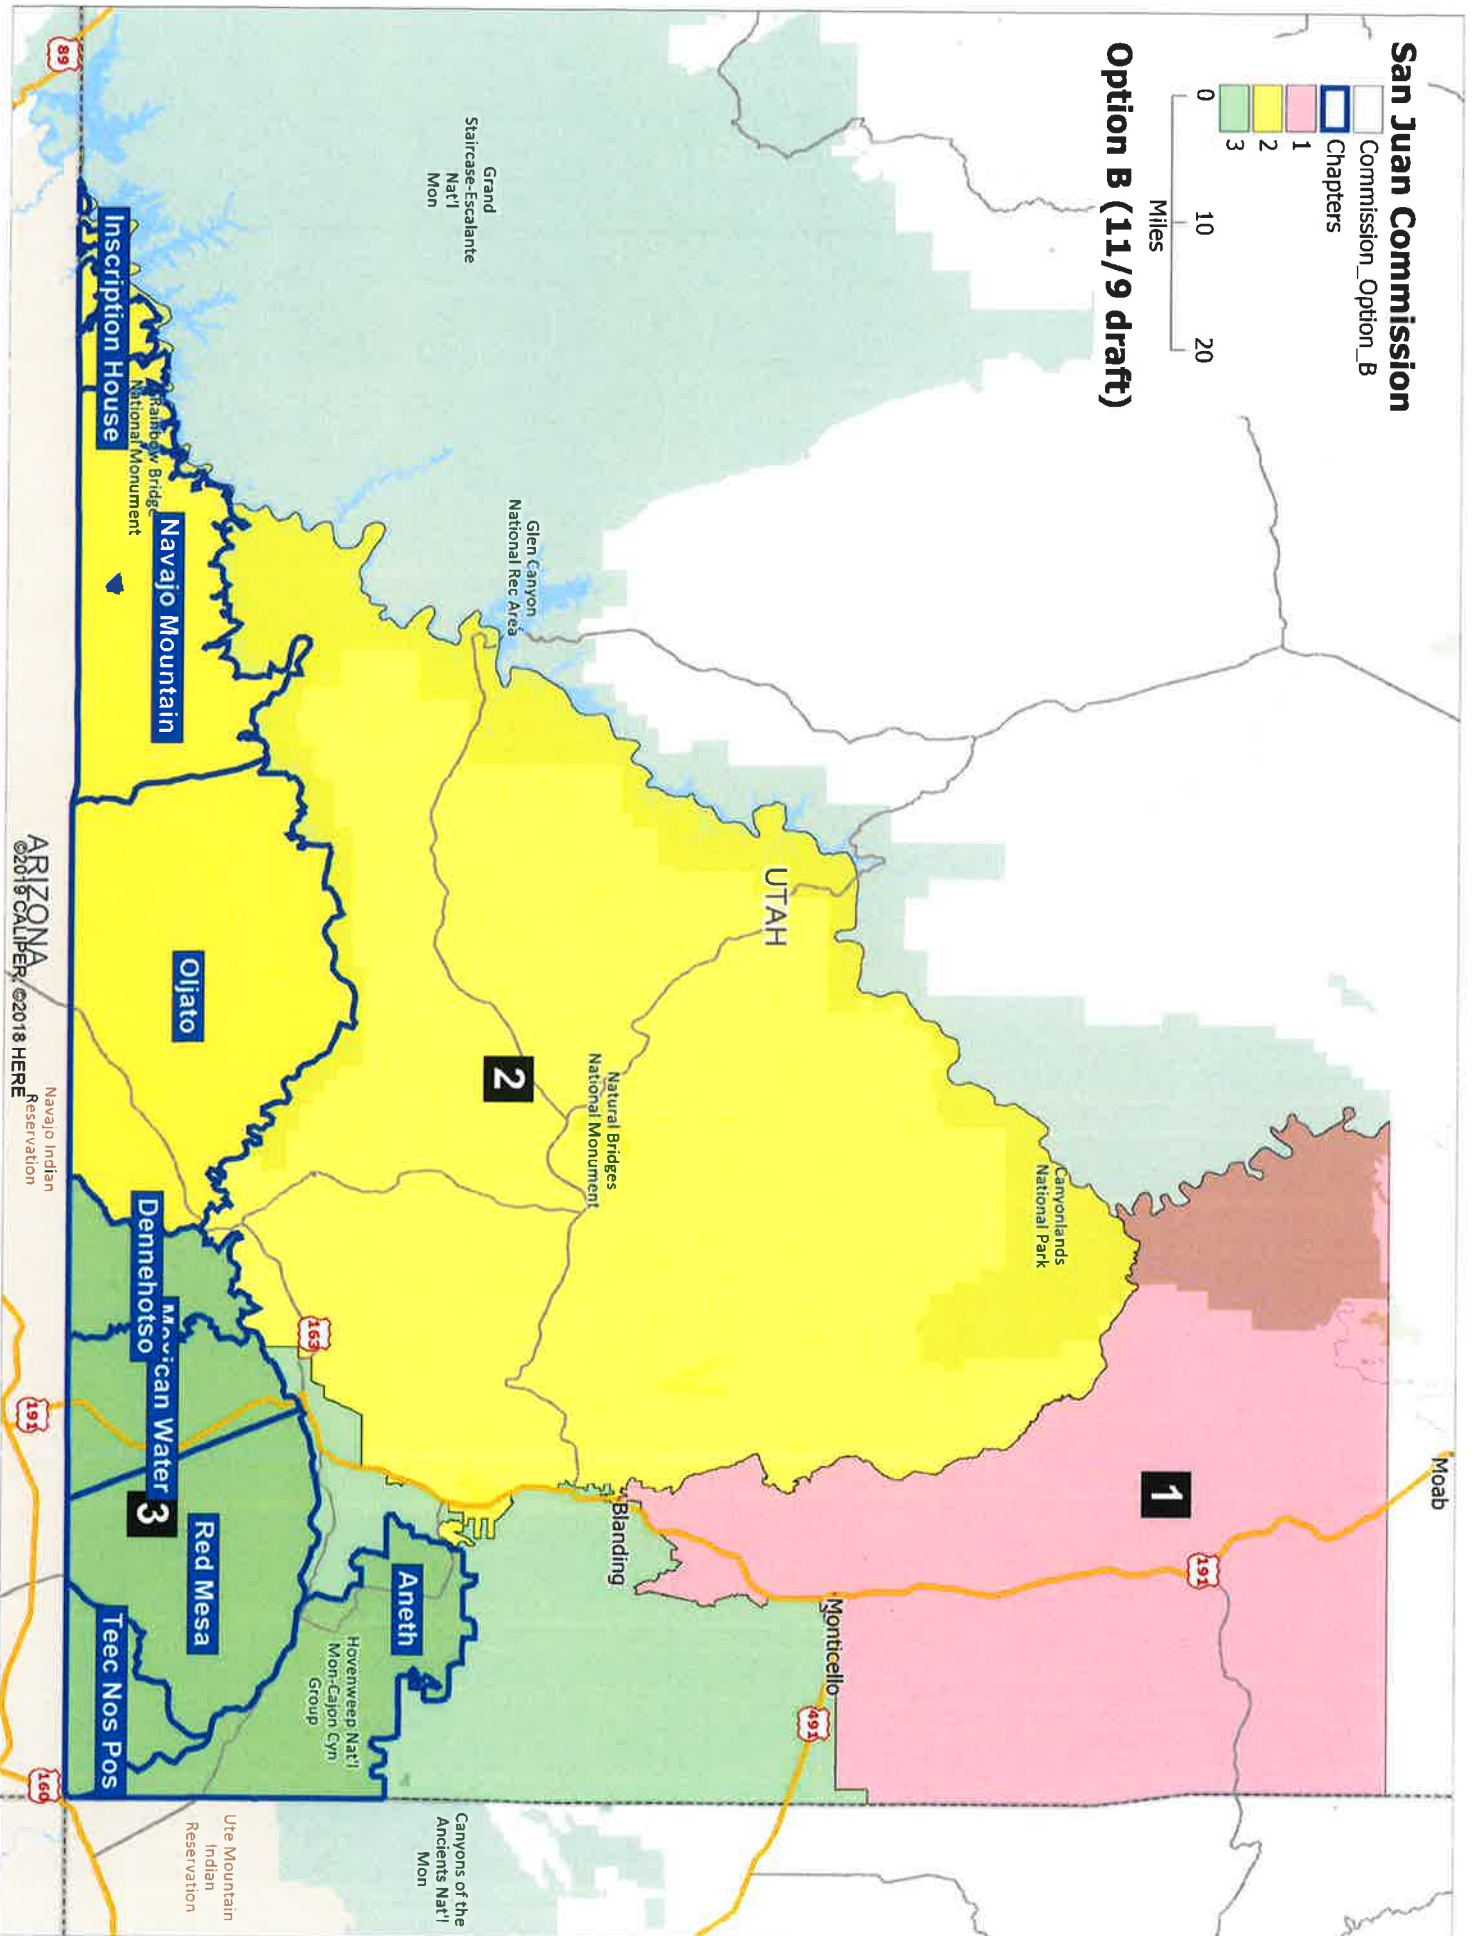 San Juan Commission
Commission_Option_B
Chapters
1
2
3
0 10 20
Miles
Option B (11/9 draft)
Moab
191
1
Monticello
491
Blanding
Canyonlands
National Park
UTAH
Natural Bridges
National Monument
2
Glen Canyon
National Rec Area
Grand
Staircase-Escalante
Nat'l
Mon
163
Aneth
Hovenweep Nat'l
Mon-Cajon Cyn
Group
Canyons of the
Ancients Nat'l
Mon
Ute Mountain
Indian
Reservation
Red Mesa
3
Mexican Water
Dennehotso
Teec Nos Pos
Oljato
Navajo Mountain
Rainbow Bridge
National Monument
Inscription House
89
191
160
ARIZONA
Navajo Indian
Reservation
©2019 CALIPER; ©2018 HERE